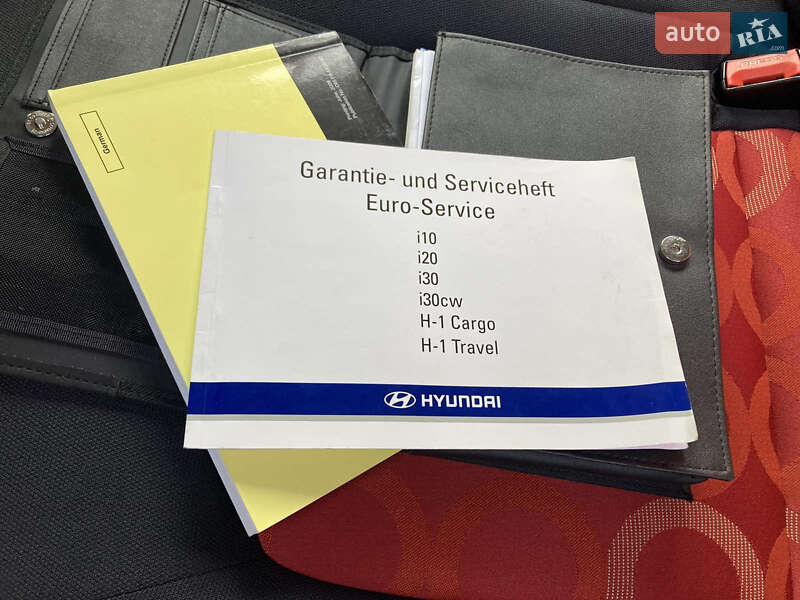 auto RIA
German
Garantie- und Serviceheft
Euro-Service
i10
i20
i30
i30cw
H-1 Cargo
H-1 Travel
HYUNDAI